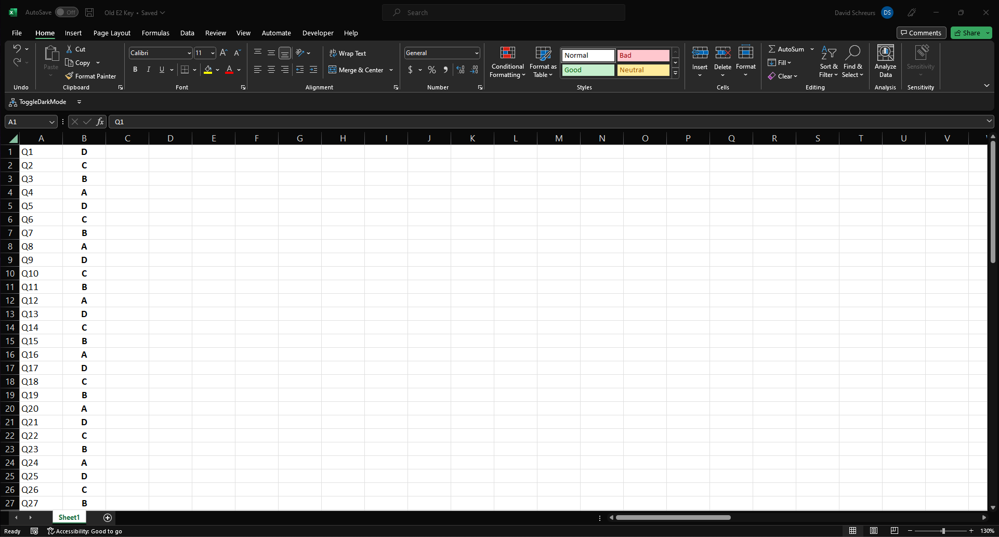 AutoSave Off Old E2 Key • Saved Search David Schreurs DS
File Home Insert Page Layout Formulas Data Review View Automate Developer Help Comments Share
Cut Calibri 11 A A ab Wrap Text General Normal Bad AutoSum
Paste Copy B I U A Merge & Center $ % 9 Conditional Formatting Format as Table Good Neutral Insert Delete Format Fill Sort & Filter Find & Select Analyze Data Sensitivity
Format Painter Clear
Undo Clipboard Font Alignment Number Styles Cells Editing Analysis Sensitivity
ToggleDarkMode
A1 fx Q1
A B C D E F G H I J K L M N O P Q R S T U V
1 Q1 D
2 Q2 C
3 Q3 B
4 Q4 A
5 Q5 D
6 Q6 C
7 Q7 B
8 Q8 A
9 Q9 D
10 Q10 C
11 Q11 B
12 Q12 A
13 Q13 D
14 Q14 C
15 Q15 B
16 Q16 A
17 Q17 D
18 Q18 C
19 Q19 B
20 Q20 A
21 Q21 D
22 Q22 C
23 Q23 B
24 Q24 A
25 Q25 D
26 Q26 C
27 Q27 B
Sheet1
Ready Accessibility: Good to go 130%